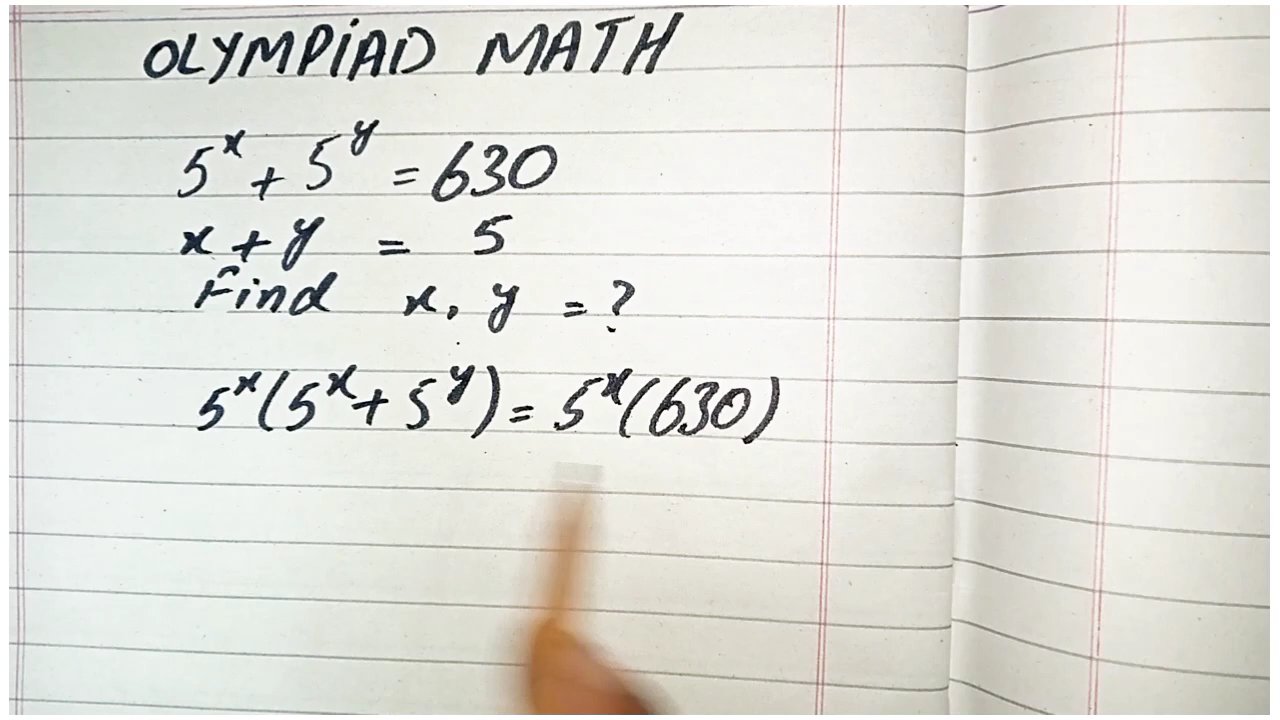 OLYMPiAD MATH
5^x + 5^y = 630
x + y = 5
Find x, y = ?
5^x(5^x + 5^y) = 5^x(630)